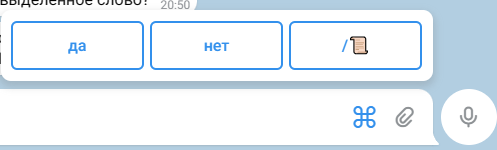 выделенное слово?
20:50
да
нет
/📜